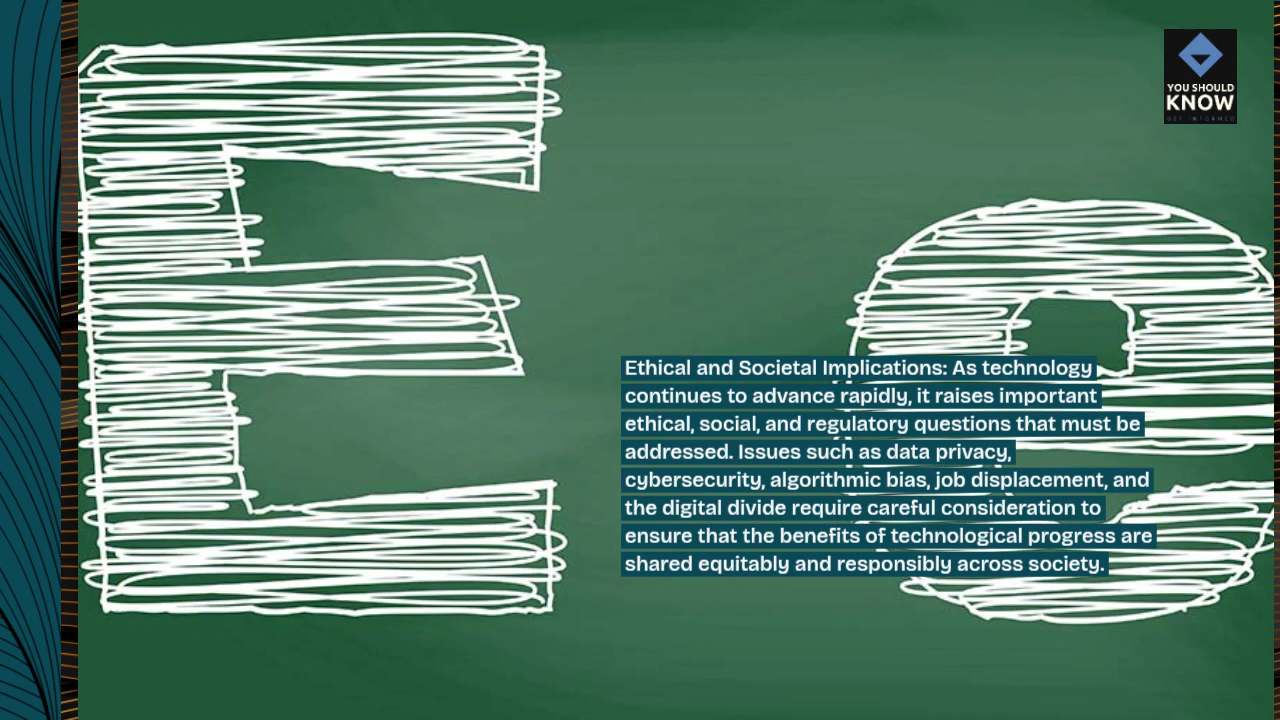 E e
YOU SHOULD
KNOW
GET INFORMED
Ethical and Societal Implications: As technology
continues to advance rapidly, it raises important
ethical, social, and regulatory questions that must be
addressed. Issues such as data privacy,
cybersecurity, algorithmic bias, job displacement, and
the digital divide require careful consideration to
ensure that the benefits of technological progress are
shared equitably and responsibly across society.